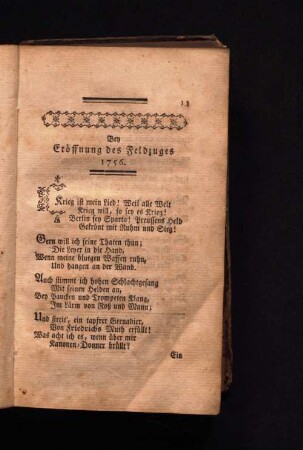 13
Bey
Eröffnung des Feldzuges
1756.
Krieg ist mein Lied! Weil alle Welt
Krieg will, so sey es Krieg!
Berlin sey Sparta! Preussens Held
Gekrönt mit Ruhm und Sieg!
Gern will ich seine Thaten thun;
Die Leyer in die Hand,
Wenn meine blutgen Waffen ruhn,
Und hangen an der Wand.
Auch stimmt ich hohen Schlachtgesang
Mit seinen Helden an,
Bey Paucken und Trompeten Klang,
Im Lärm von Roß und Mann;
Und streit', ein tapfrer Grenadier,
Von Friedrichs Muth erfüllt!
Was acht ich es, wenn über mir
Kanonen-Donner brüllt?
Ein